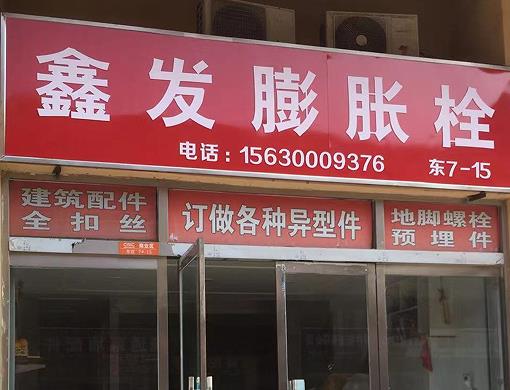 鑫发膨胀栓
电话：15630009376 东7-15
建筑配件
全扣丝
订做各种异型件
地脚螺栓
预埋件